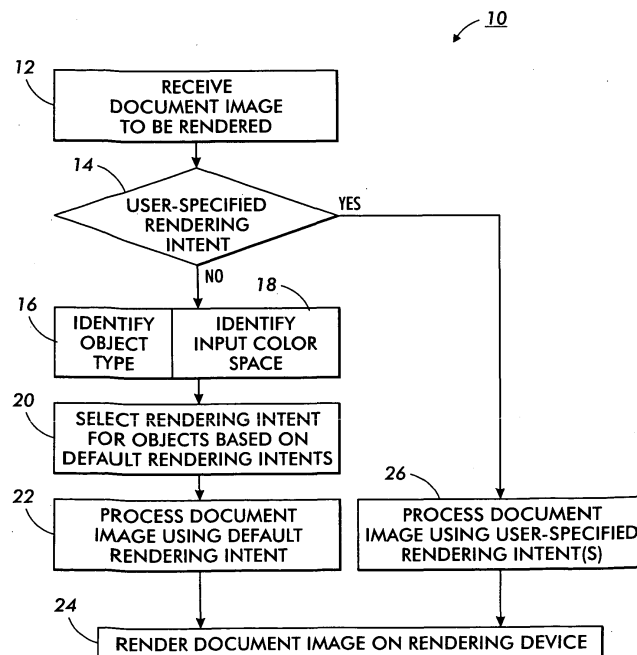 10
12
RECEIVE
DOCUMENT IMAGE
TO BE RENDERED
14
USER-SPECIFIED
RENDERING
INTENT
YES
NO
16
IDENTIFY
OBJECT
TYPE
18
IDENTIFY
INPUT COLOR
SPACE
20
SELECT RENDERING INTENT
FOR OBJECTS BASED ON
DEFAULT RENDERING INTENTS
22
PROCESS DOCUMENT
IMAGE USING DEFAULT
RENDERING INTENT
26
PROCESS DOCUMENT
IMAGE USING USER-SPECIFIED
RENDERING INTENT(S)
24
RENDER DOCUMENT IMAGE ON RENDERING DEVICE